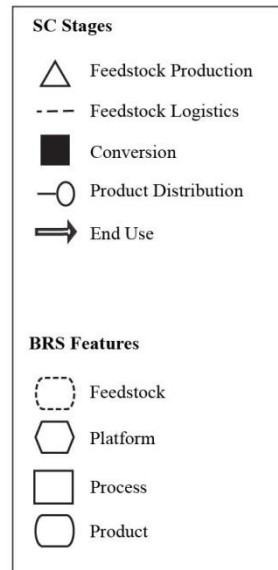 SC Stages
Feedstock Production
Feedstock Logistics
Conversion
Product Distribution
End Use
BRS Features
Feedstock
Platform
Process
Product